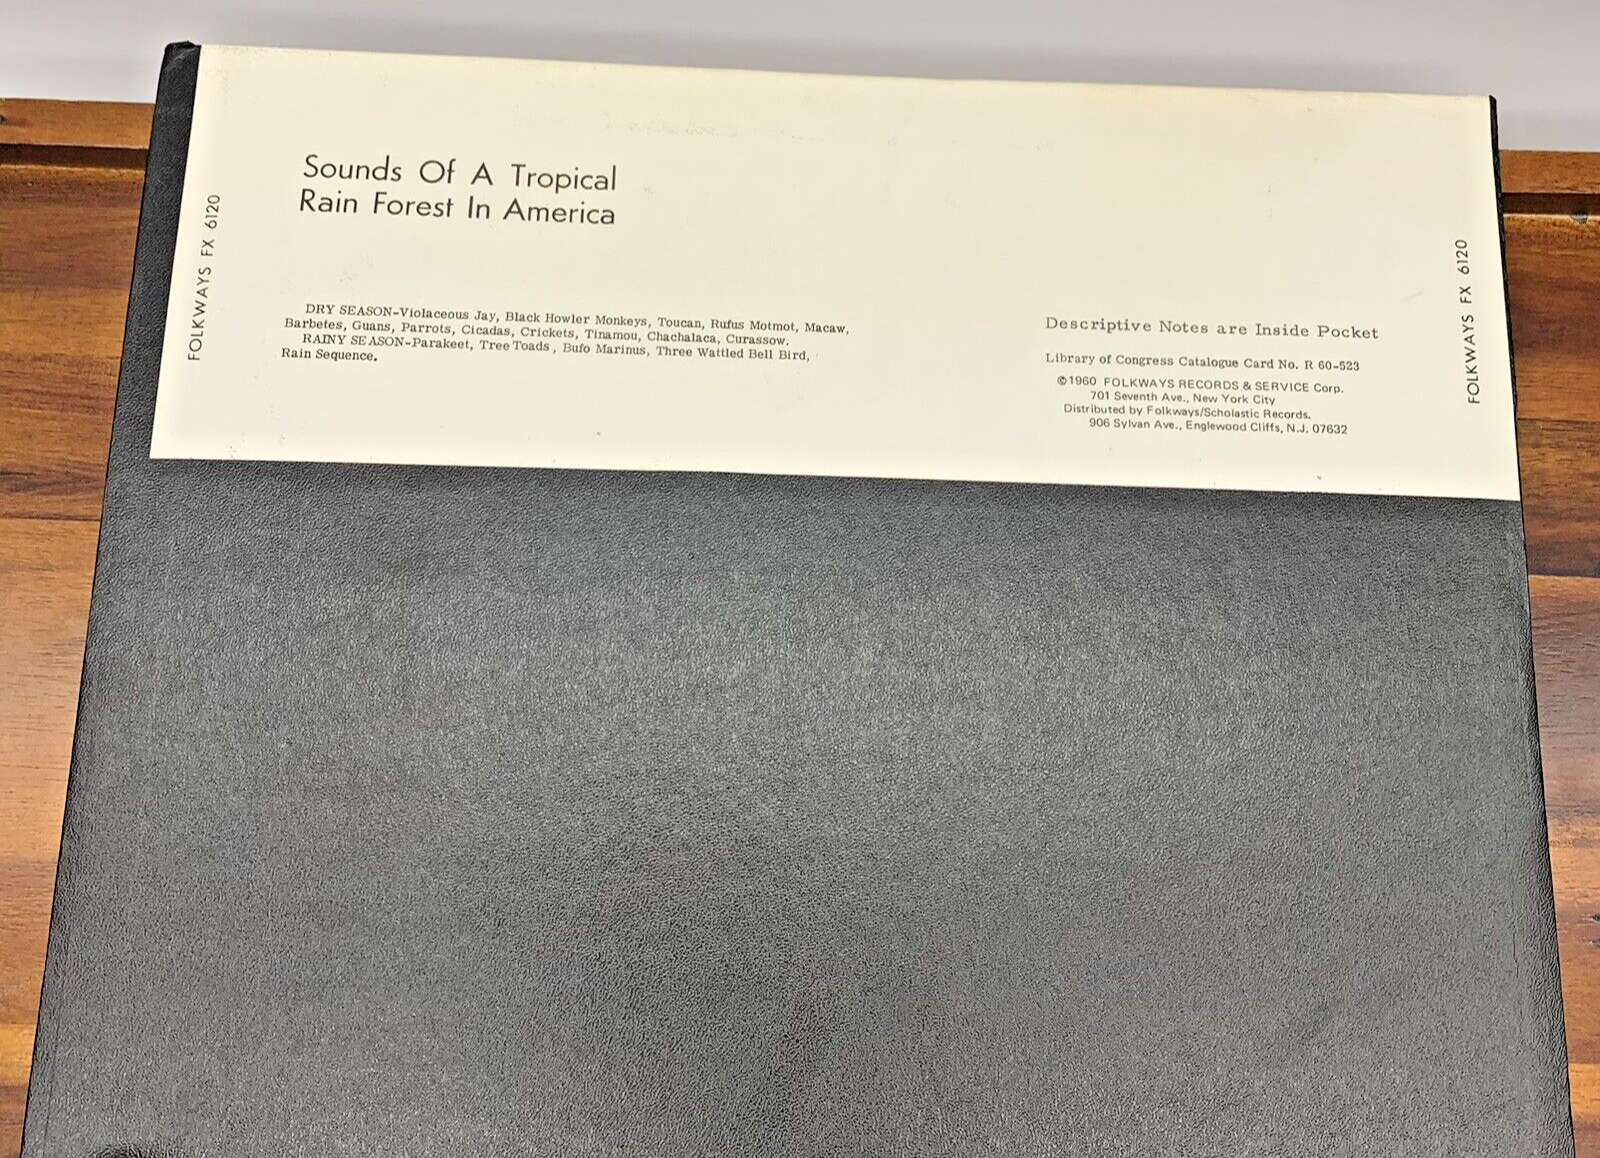 FOLKWAYS FX 6120
Sounds Of A Tropical
Rain Forest In America
DRY SEASON-Violaceous Jay, Black Howler Monkeys, Toucan, Rufus Motmot, Macaw,
Barbetes, Guans, Parrots, Cicadas, Crickets, Tinamou, Chachalaca, Curassow.
RAINY SEASON-Parakeet, Tree Toads, Bufo Marinus, Three Wattled Bell Bird,
Rain Sequence.
Descriptive Notes are Inside Pocket
Library of Congress Catalogue Card No. R 60-523
©1960 FOLKWAYS RECORDS & SERVICE Corp.
701 Seventh Ave., New York City
Distributed by Folkways/Scholastic Records.
906 Sylvan Ave., Englewood Cliffs, N.J. 07632
FOLKWAYS FX 6120